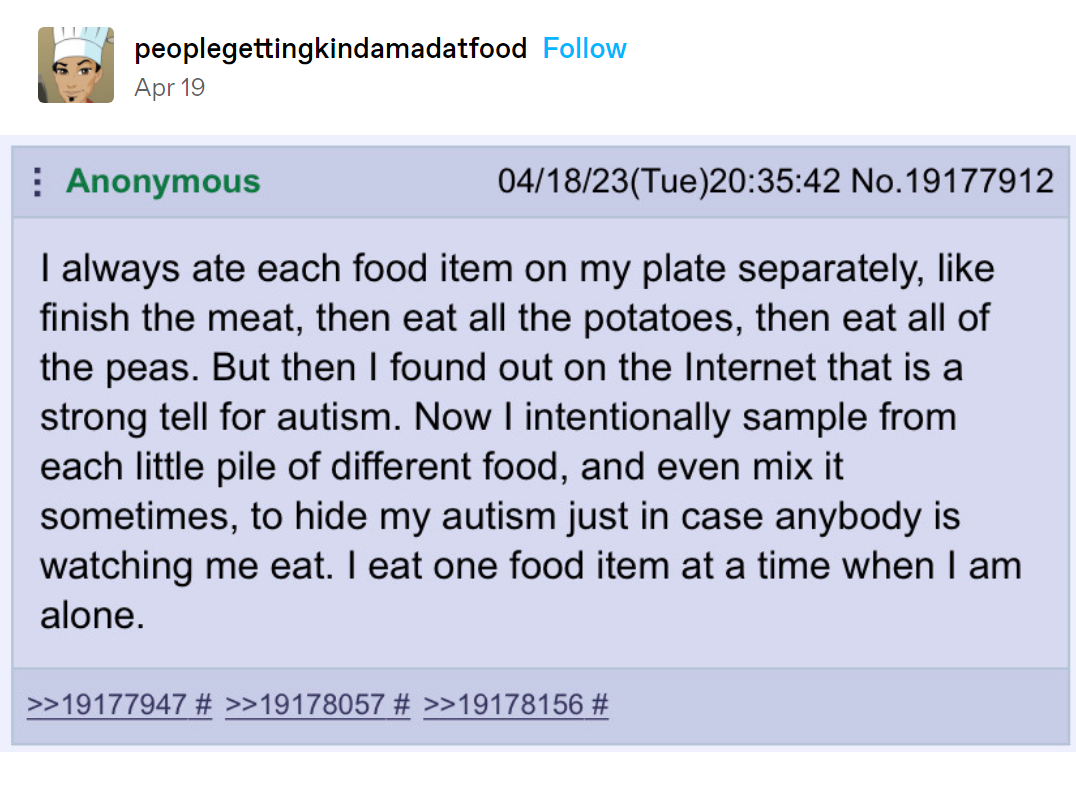 peoplegettingkindamadatfood Follow
Apr 19
Anonymous 04/18/23(Tue)20:35:42 No.19177912
I always ate each food item on my plate separately, like
finish the meat, then eat all the potatoes, then eat all of
the peas. But then I found out on the Internet that is a
strong tell for autism. Now I intentionally sample from
each little pile of different food, and even mix it
sometimes, to hide my autism just in case anybody is
watching me eat. I eat one food item at a time when I am
alone.
>>19177947 # >>19178057 # >>19178156 #